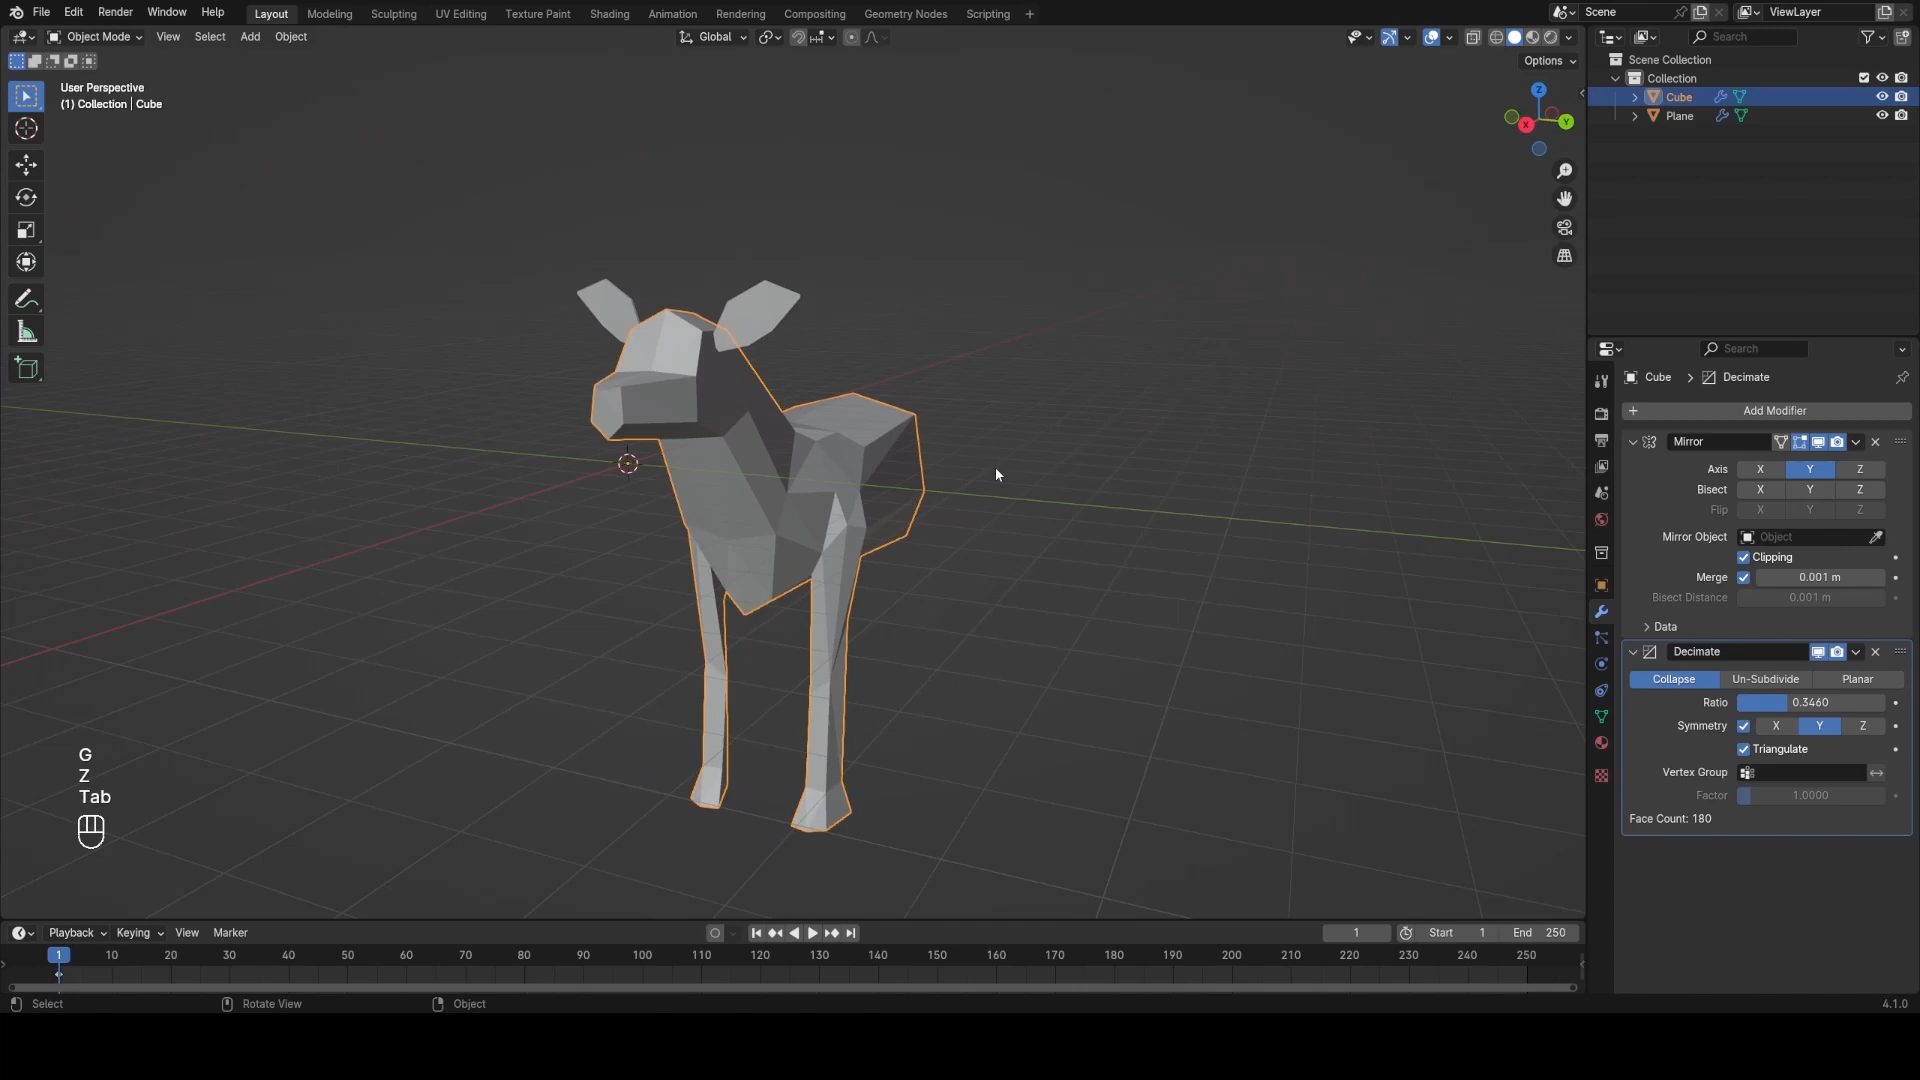 File Edit Render Window Help Layout Modeling Sculpting UV Editing Texture Paint Shading Animation Rendering Compositing Geometry Nodes Scripting + Scene ViewLayer
Object Mode View Select Add Object Global Search
Options
User Perspective
(1) Collection | Cube
Z
Y
X
Scene Collection
Collection
Cube
Plane
Search
Cube > Decimate
+ Add Modifier
Mirror
Axis X Y Z
Bisect X Y Z
Flip X Y Z
Mirror Object Object
Clipping
Merge 0.001 m
Bisect Distance 0.001 m
> Data
Decimate
Collapse Un-Subdivide Planar
Ratio 0.3460
Symmetry X Y Z
Triangulate
Vertex Group
Factor 1.0000
Face Count: 180
G
Z
Tab
Playback Keying View Marker 1 Start 1 End 250
1 10 20 30 40 50 60 70 80 90 100 110 120 130 140 150 160 170 180 190 200 210 220 230 240 250
Select Rotate View Object 4.1.0